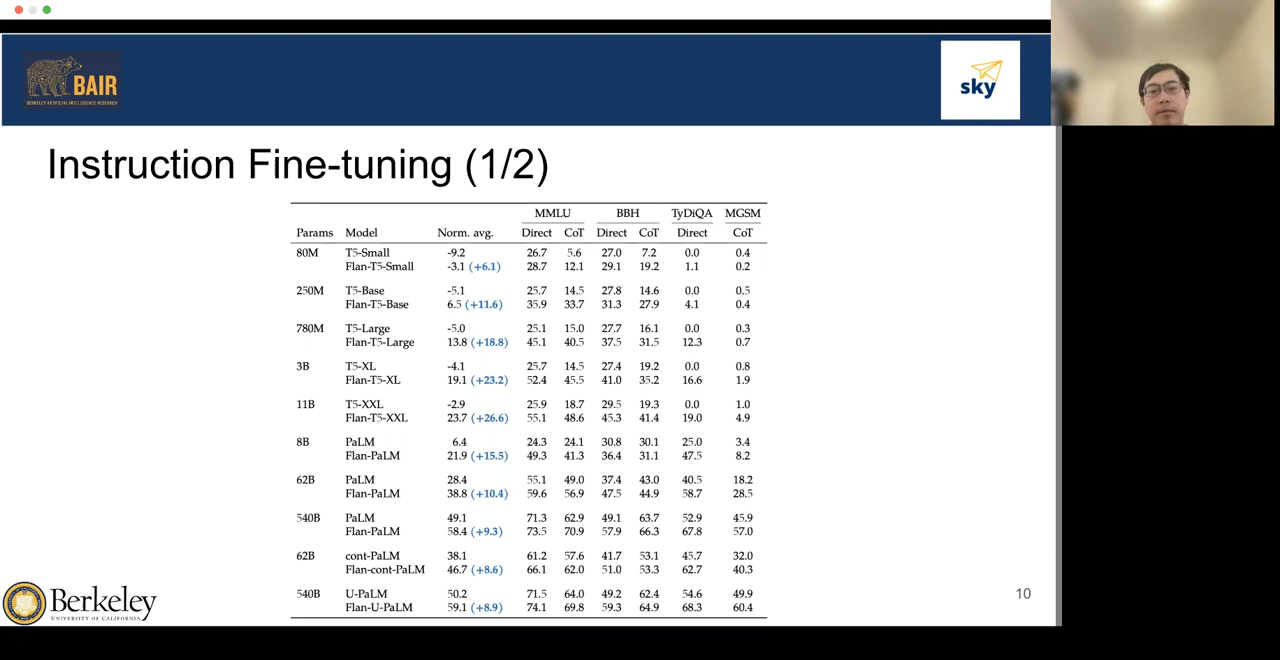 BAIR
BERKELEY ARTIFICIAL INTELLIGENCE RESEARCH
sky
Instruction Fine-tuning (1/2)
MMLU BBH TyDiQA MGSM
Params Model Norm. avg. Direct CoT Direct CoT Direct CoT
80M T5-Small -9.2 26.7 5.6 27.0 7.2 0.0 0.4
Flan-T5-Small -3.1 (+6.1) 28.7 12.1 29.1 19.2 1.1 0.2
250M T5-Base -5.1 25.7 14.5 27.8 14.6 0.0 0.5
Flan-T5-Base 6.5 (+11.6) 35.9 33.7 31.3 27.9 4.1 0.4
780M T5-Large -5.0 25.1 15.0 27.7 16.1 0.0 0.3
Flan-T5-Large 13.8 (+18.8) 45.1 40.5 37.5 31.5 12.3 0.7
3B T5-XL -4.1 25.7 14.5 27.4 19.2 0.0 0.8
Flan-T5-XL 19.1 (+23.2) 52.4 45.5 41.0 35.2 16.6 1.9
11B T5-XXL -2.9 25.9 18.7 29.5 19.3 0.0 1.0
Flan-T5-XXL 23.7 (+26.6) 55.1 48.6 45.3 41.4 19.0 4.9
8B PaLM 6.4 24.3 24.1 30.8 30.1 25.0 3.4
Flan-PaLM 21.9 (+15.5) 49.3 41.3 36.4 31.1 47.5 8.2
62B PaLM 28.4 55.1 49.0 37.4 43.0 40.5 18.2
Flan-PaLM 38.8 (+10.4) 59.6 56.9 47.5 44.9 58.7 28.5
540B PaLM 49.1 71.3 62.9 49.1 63.7 52.9 45.9
Flan-PaLM 58.4 (+9.3) 73.5 70.9 57.9 66.3 67.8 57.0
62B cont-PaLM 38.1 61.2 57.6 41.7 53.1 45.7 32.0
Flan-cont-PaLM 46.7 (+8.6) 66.1 62.0 51.0 53.3 62.7 40.3
540B U-PaLM 50.2 71.5 64.0 49.2 62.4 54.6 49.9
Flan-U-PaLM 59.1 (+8.9) 74.1 69.8 59.3 64.9 68.3 60.4
10
Berkeley
UNIVERSITY OF CALIFORNIA